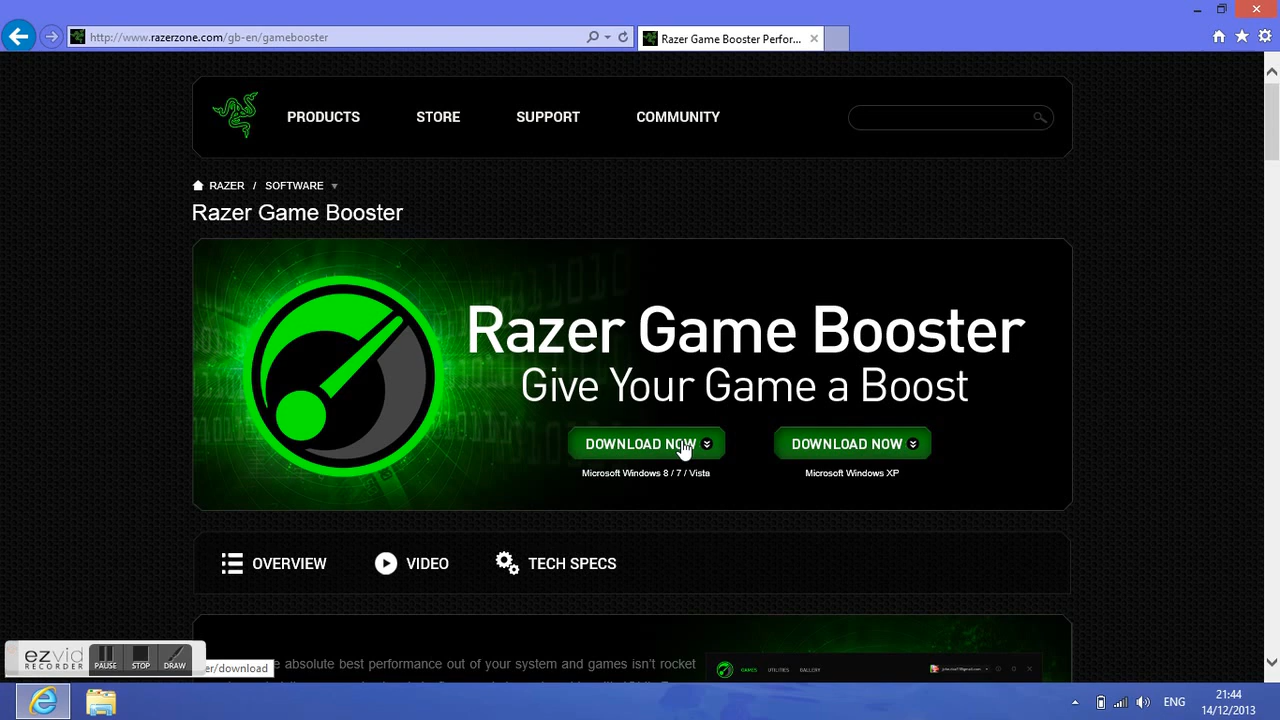 http://www.razerzone.com/gb-en/gamebooster
Razer Game Booster Perfor...
PRODUCTS STORE SUPPORT COMMUNITY
RAZER / SOFTWARE
Razer Game Booster
Razer Game Booster
Give Your Game a Boost
DOWNLOAD NOW DOWNLOAD NOW
Microsoft Windows 8 / 7 / Vista Microsoft Windows XP
OVERVIEW VIDEO TECH SPECS
ezvid
RECORDER
PAUSE STOP DRAW
er/download
e absolute best performance out of your system and games isn't rocket
GAMES UTILITIES GALLERY
ENG
21:44
14/12/2013